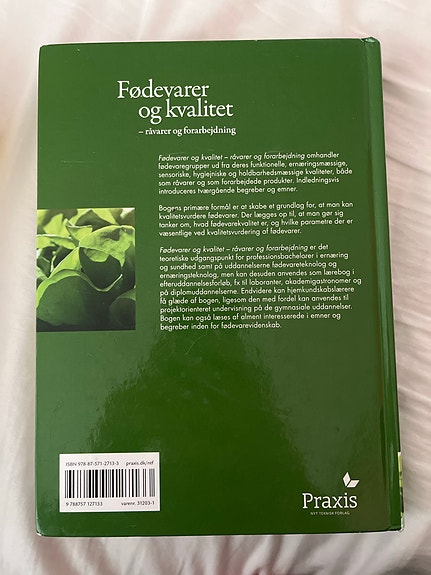 Fødevarer
og kvalitet
– råvarer og forarbejdning
Fødevarer og kvalitet – råvarer og forarbejdning omhandler
fødevaregrupper ud fra deres funktionelle, ernæringsmæssige,
sensoriske, hygiejniske og holdbarhedsmæssige kvaliteter, både
som råvarer og som forarbejdede produkter. Indledningsvis
introduceres tværgående begreber og emner.
Bogens primære formål er at skabe et grundlag for, at man kan
kvalitetsvurdere fødevarer. Der lægges op til, at man gør sig
tanker om, hvad fødevarekvalitet er, og hvilke parametre der er
væsentlige ved kvalitetsvurdering af fødevarer.
Fødevarer og kvalitet – råvarer og forarbejdning er det
teoretiske udgangspunkt for professionsbachelorer i ernæring
og sundhed samt på uddannelserne fødevareteknolog og
ernæringsteknolog, men kan desuden anvendes som lærebog i
efteruddannelsesforløb, fx til laboranter, akademigastronomer og
på diplomuddannelserne. Endvidere kan hjemkundskabslærere
få glæde af bogen, ligesom den med fordel kan anvendes til
projektorienteret undervisning på de gymnasiale uddannelser.
Bogen kan også læses af alment interesserede i emner og
begreber inden for fødevarevidenskab.
ISBN 978-87-571-2713-3 praxis.dk/ref
9 788757 127133 varenr. 31203-1
Praxis
NYT TEKNISK FORLAG